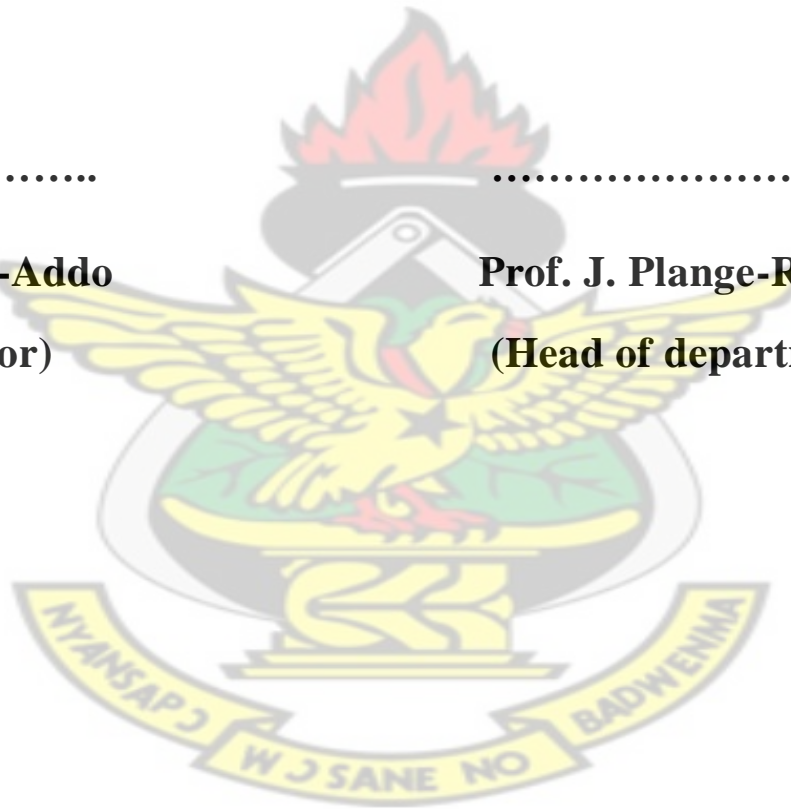 …….. ………………….
-Addo Prof. J. Plange-R
or) (Head of depart
NYANSAPƆ WƆSANE NO BADWENMA